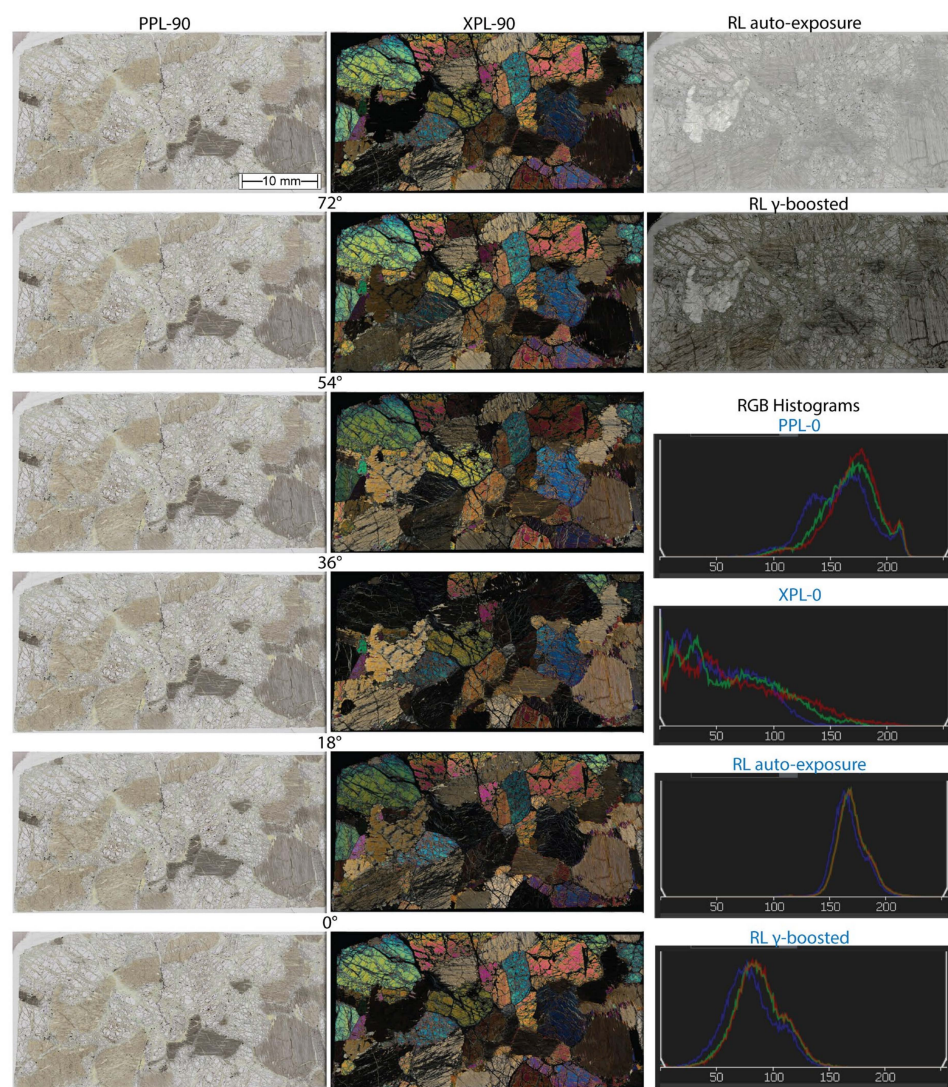 PPL-90 XPL-90 RL auto-exposure
10 mm
72° RL γ-boosted
54°
RGB Histograms
PPL-0
50 100 150 200
36°
XPL-0
50 100 150 200
18°
RL auto-exposure
50 100 150 200
0°
RL γ-boosted
50 100 150 200